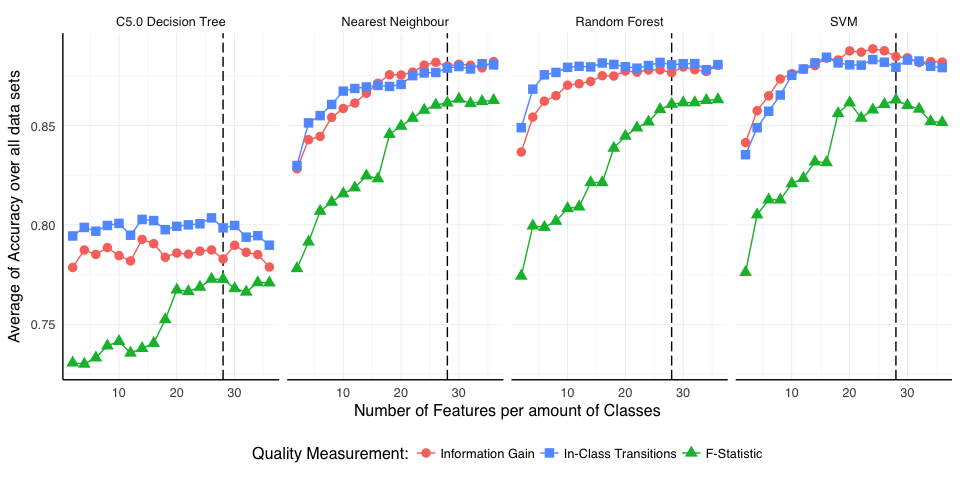 C5.0 Decision Tree Nearest Neighbour Random Forest SVM
Average of Accuracy over all data sets
0.85
0.80
0.75
10 20 30 10 20 30 10 20 30 10 20 30
Number of Features per amount of Classes
Quality Measurement: Information Gain In-Class Transitions F-Statistic